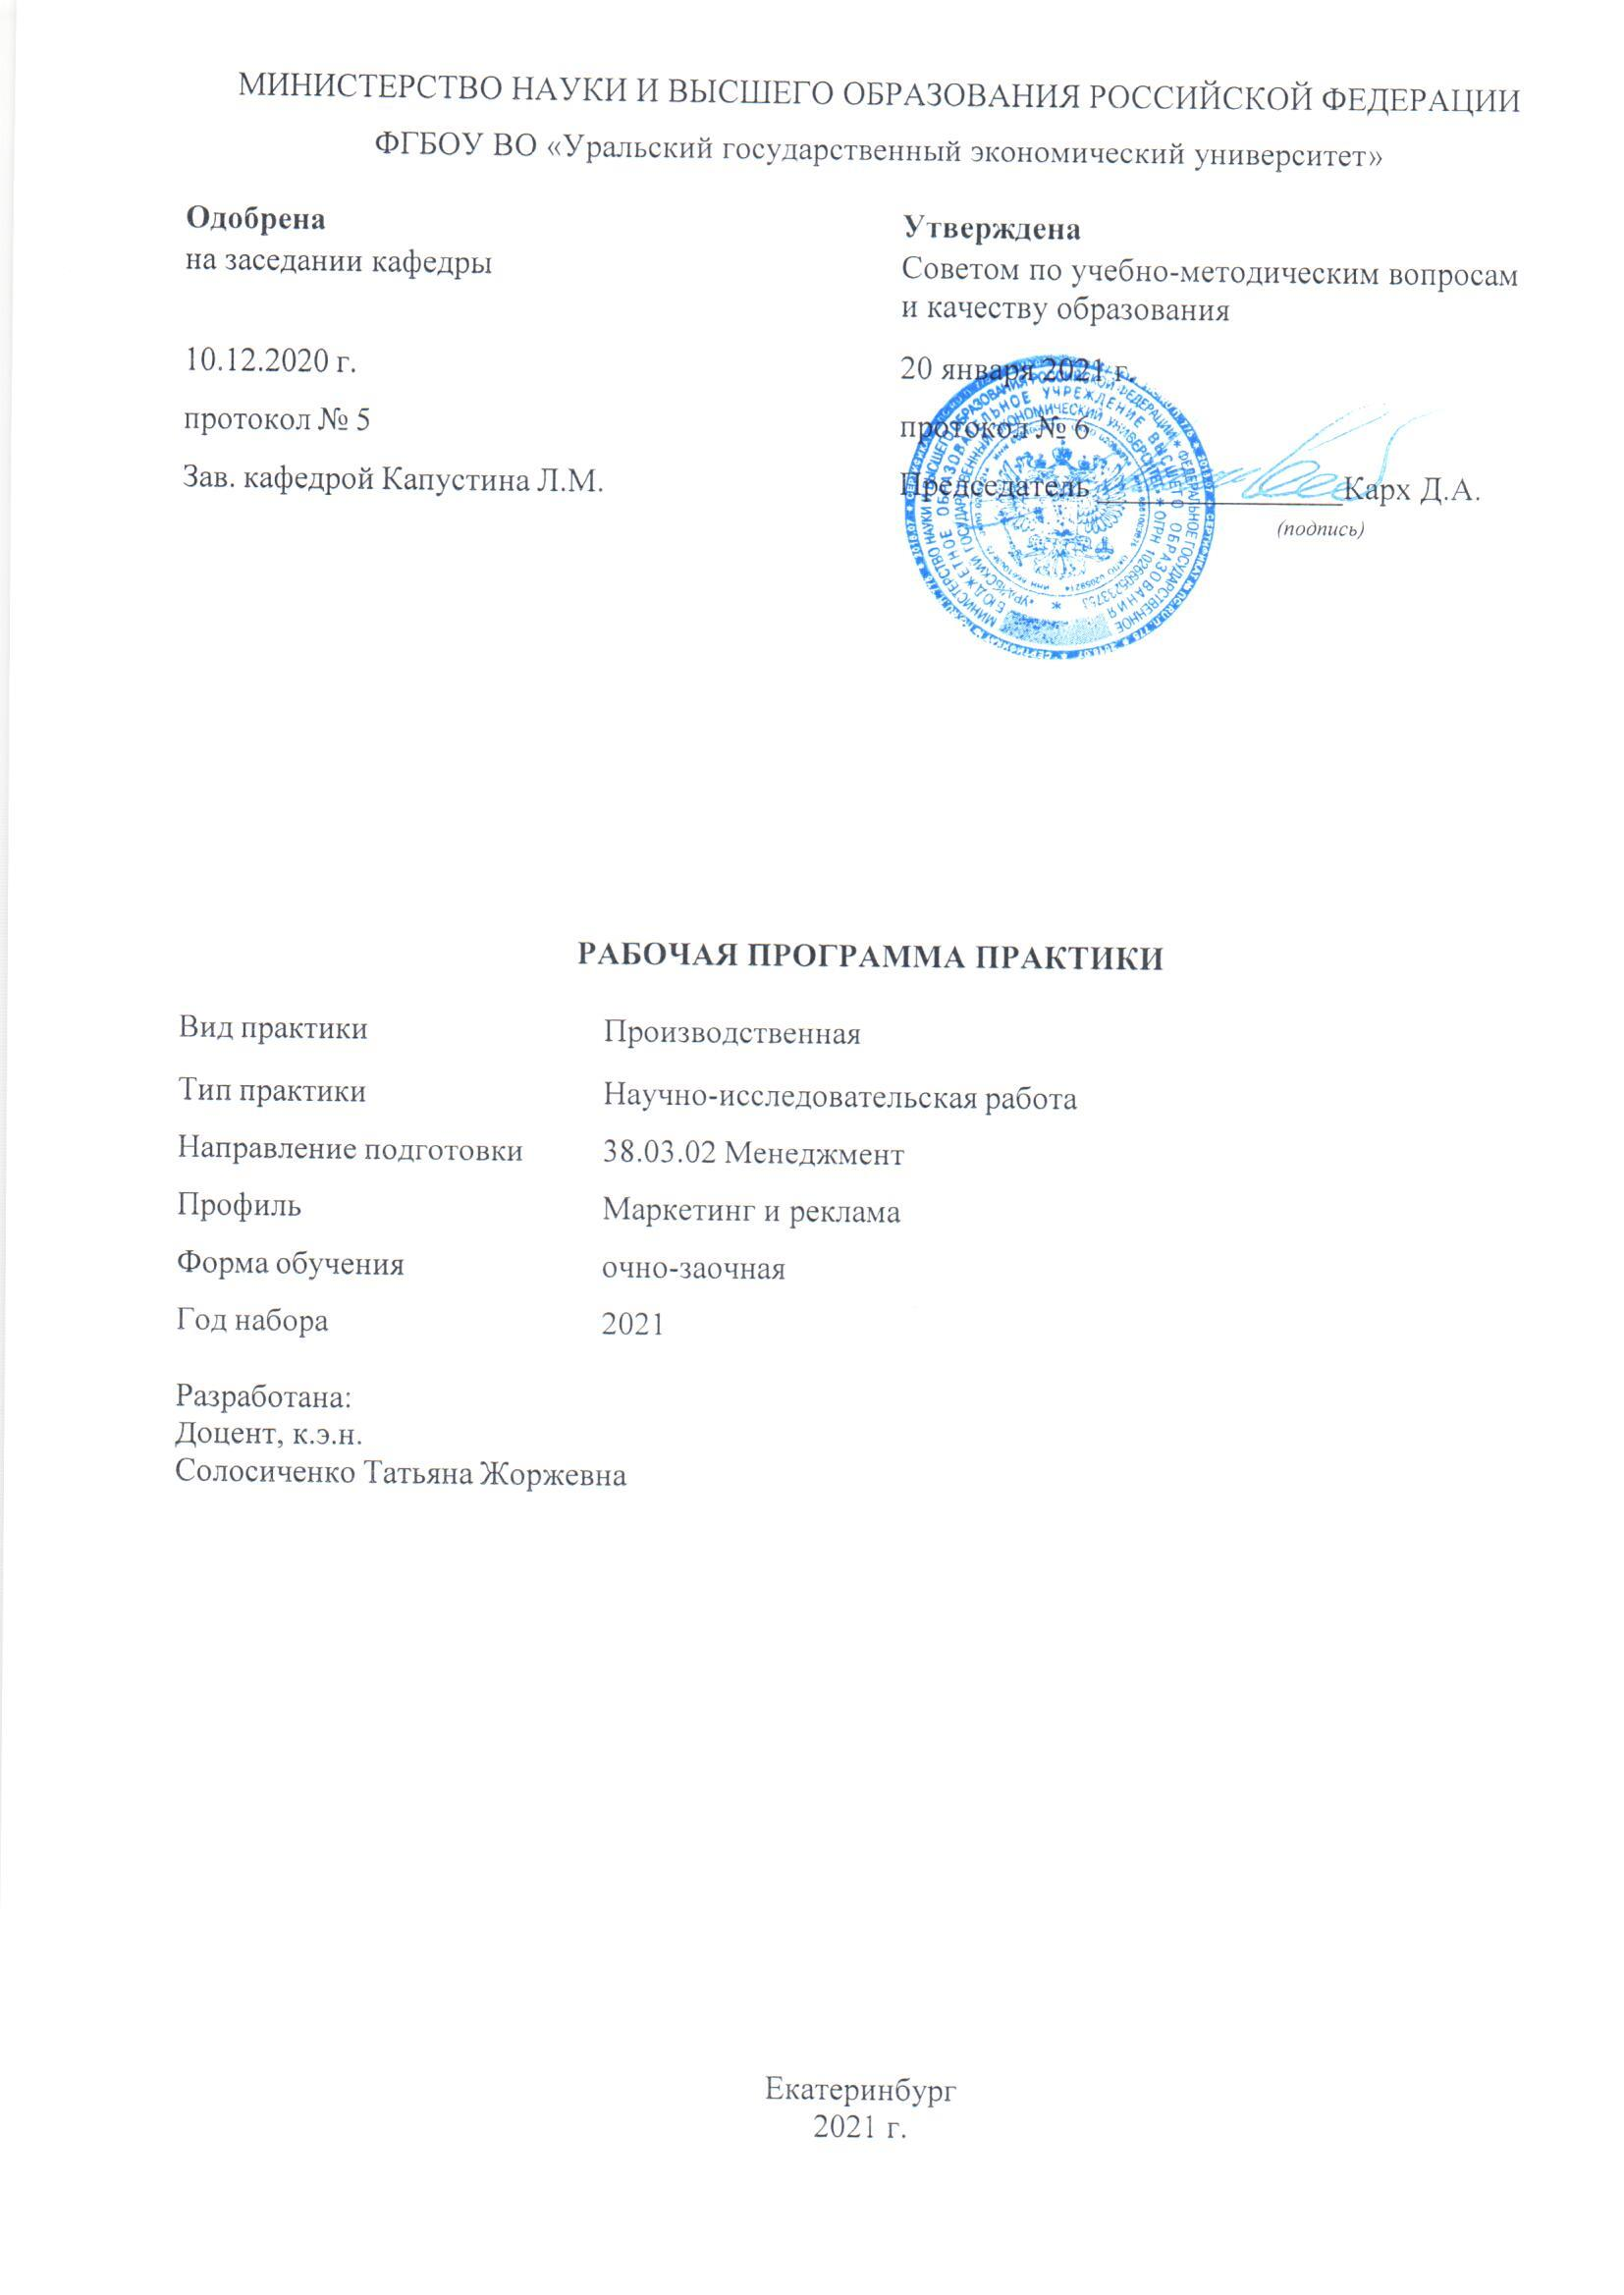 МИНИСТЕРСТВО НАУКИ И ВЫСШЕГО ОБРАЗОВАНИЯ РОССИЙСКОЙ ФЕДЕРАЦИИ
ФГБОУ ВО «Уральский государственный экономический университет»
Одобрена
на заседании кафедры
10.12.2020 г.
протокол № 5
Зав. кафедрой Капустина Л.М.
Утверждена
Советом по учебно-методическим вопросам
и качеству образования
20 января 2021 г.
протокол № 6
Председатель Карх Д.А.
(подпись)
РАБОЧАЯ ПРОГРАММА ПРАКТИКИ
Вид практики Производственная
Тип практики Научно-исследовательская работа
Направление подготовки 38.03.02 Менеджмент
Профиль Маркетинг и реклама
Форма обучения очно-заочная
Год набора 2021
Разработана:
Доцент, к.э.н.
Солосиченко Татьяна Жоржевна
Екатеринбург
2021 г.